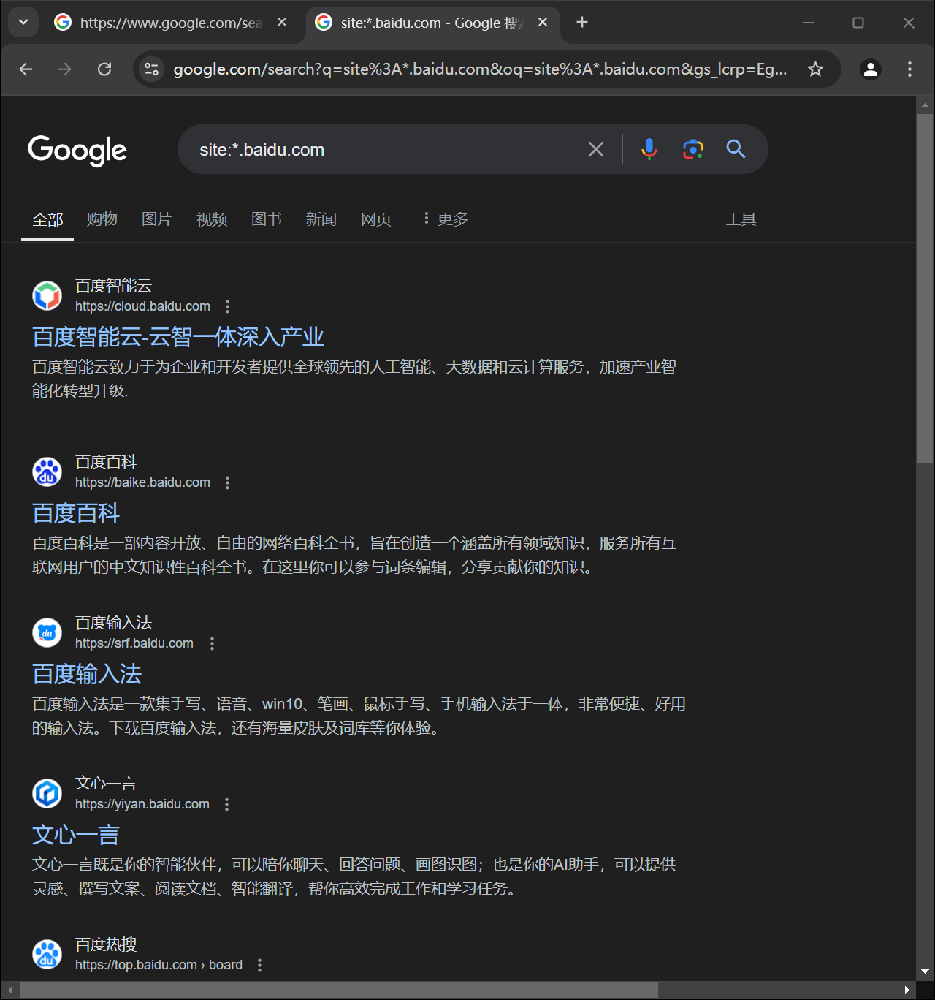 https://www.google.com/sea
site:*.baidu.com - Google 搜索
google.com/search?q=site%3A*.baidu.com&oq=site%3A*.baidu.com&gs_lcrp=Eg...
Google
site:*.baidu.com
全部 购物 图片 视频 图书 新闻 网页 更多 工具
百度智能云
https://cloud.baidu.com
百度智能云-云智一体深入产业
百度智能云致力于为企业和开发者提供全球领先的人工智能、大数据和云计算服务，加速产业智
能化转型升级.
百度百科
https://baike.baidu.com
百度百科
百度百科是一部内容开放、自由的网络百科全书，旨在创造一个涵盖所有领域知识，服务所有互
联网用户的中文知识性百科全书。在这里你可以参与词条编辑，分享贡献你的知识。
du
百度输入法
https://srf.baidu.com
百度输入法
百度输入法是一款集手写、语音、win10、笔画、鼠标手写、手机输入法于一体，非常便捷、好用
的输入法。下载百度输入法，还有海量皮肤及词库等你体验。
du
文心一言
https://yiyan.baidu.com
文心一言
文心一言既是你的智能伙伴，可以陪你聊天、回答问题、画图识图；也是你的AI助手，可以提供
灵感、撰写文案、阅读文档、智能翻译，帮你高效完成工作和学习任务。
百度热搜
https://top.baidu.com › board
du